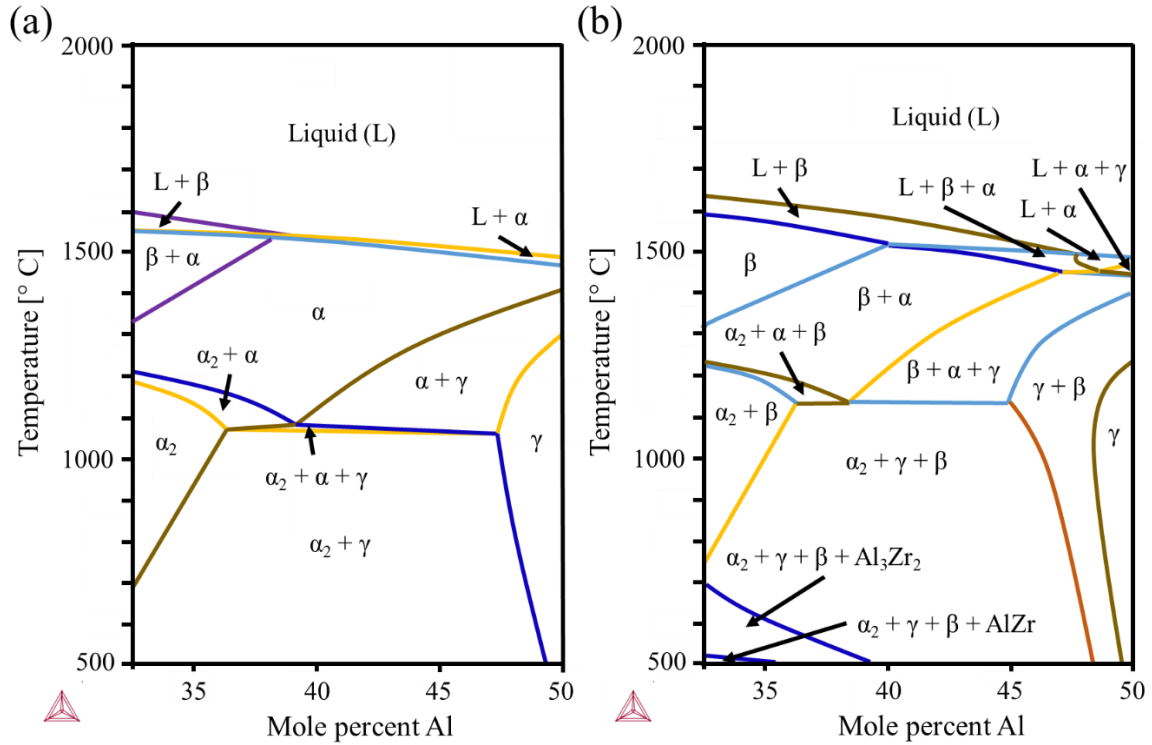 (a)
2000
1500
1000
500
Temperature [° C]
35
40
45
50
Mole percent Al
Liquid (L)
L + β
L + α
β + α
α
α₂ + α
α + γ
α₂
γ
α₂ + α + γ
α₂ + γ
(b)
2000
1500
1000
500
Temperature [° C]
35
40
45
50
Mole percent Al
Liquid (L)
L + α + γ
L + β
L + β + α
L + α
β
β + α
α₂ + α + β
β + α + γ
γ + β
α₂ + β
γ
α₂ + γ + β
α₂ + γ + β + Al₃Zr₂
α₂ + γ + β + AlZr